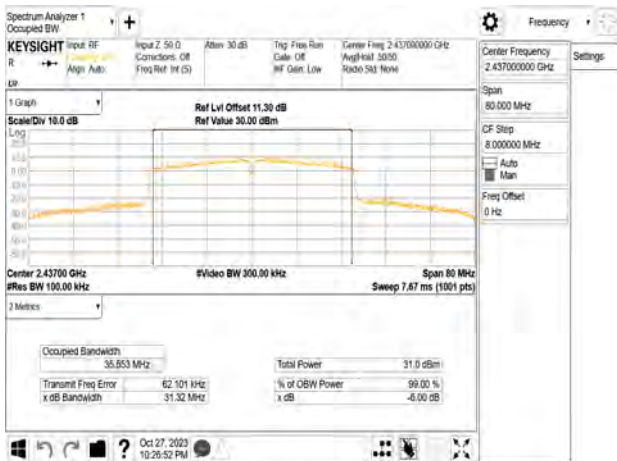 Spectrum Analyzer 1
Occupied BW
+
Frequency
KEYSIGHT Input: RF
R
Align: Auto
Input Z: 50 Ω
Corrections: Off
Freq Ref: Int (S)
Atten: 30 dB
Trig: Free Run
Gate: Off
#IF Gain: Low
Center Freq: 2.437000000 GHz
Avg|Hold: 50/50
Radio Std: None
Center Frequency
2.437000000 GHz
Settings
Span
80.000 MHz
CF Step
8.000000 MHz
Auto
Man
Freq Offset
0 Hz
1 Graph
Scale/Div 10.0 dB
Ref Lvl Offset 11.30 dB
Ref Value 30.00 dBm
Log
Center 2.43700 GHz
#Res BW 100.00 kHz
#Video BW 300.00 kHz
Span 80 MHz
Sweep 7.67 ms (1001 pts)
2 Metrics
Occupied Bandwidth
35.553 MHz
Total Power 31.0 dBm
Transmit Freq Error 62.101 kHz
% of OBW Power 99.00 %
x dB Bandwidth 31.32 MHz
x dB -6.00 dB
?
Oct 27, 2023
10:26:52 PM